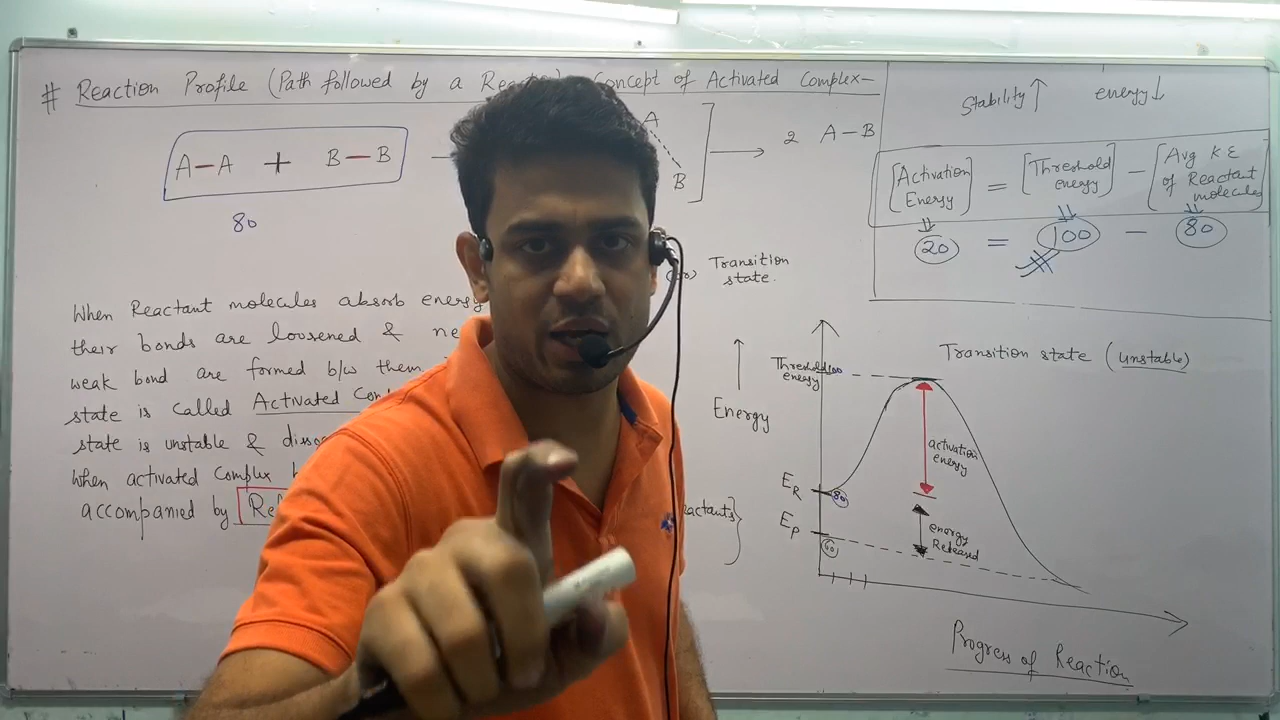 # Reaction Profile (Path followed by a Concept of Activated Complex—
A—A + B—B → A B ] → 2 A—B
80
Transition state.
When Reactant molecules absorb energy
their bonds are loosened &
weak bond are formed b/w them
state is called Activated
state is unstable &
When activated complex
accompanied by
Stability ↑ energy ↓
[Activation Energy] = [Threshold energy] − [Avg K E of Reactant molecules]
20 = 100 − 80
Transition state (unstable)
Threshold energy 100
Energy
activation energy
E_R 80
E_P 60
energy Released
Progress of Reaction